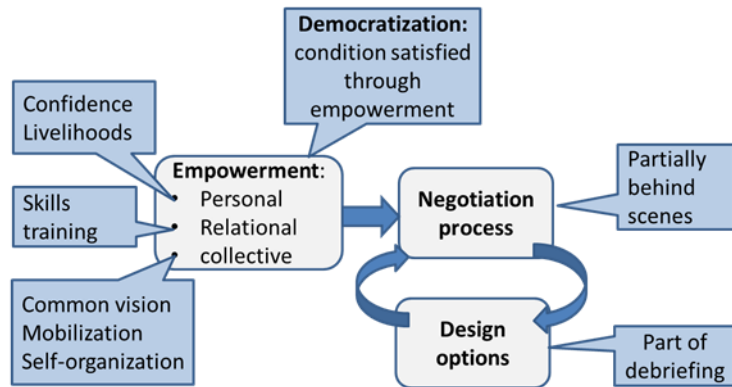 Democratization:
condition satisfied
through
empowerment
Confidence
Livelihoods
Empowerment:
• Personal
• Relational
• collective
Skills
training
Common vision
Mobilization
Self-organization
Negotiation
process
Partially
behind
scenes
Design
options
Part of
debriefing